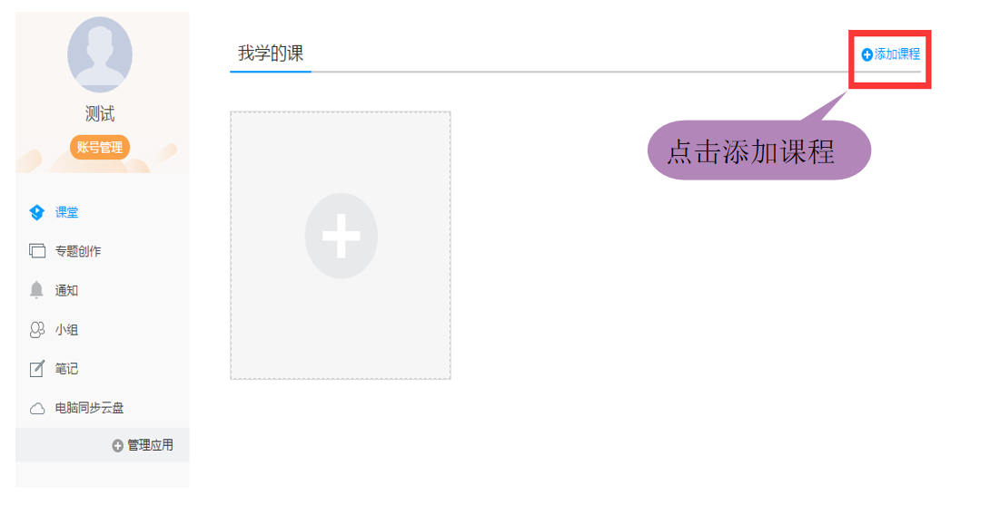 测试
账号管理
课堂
专题创作
通知
小组
笔记
电脑同步云盘
管理应用
我学的课
添加课程
点击添加课程